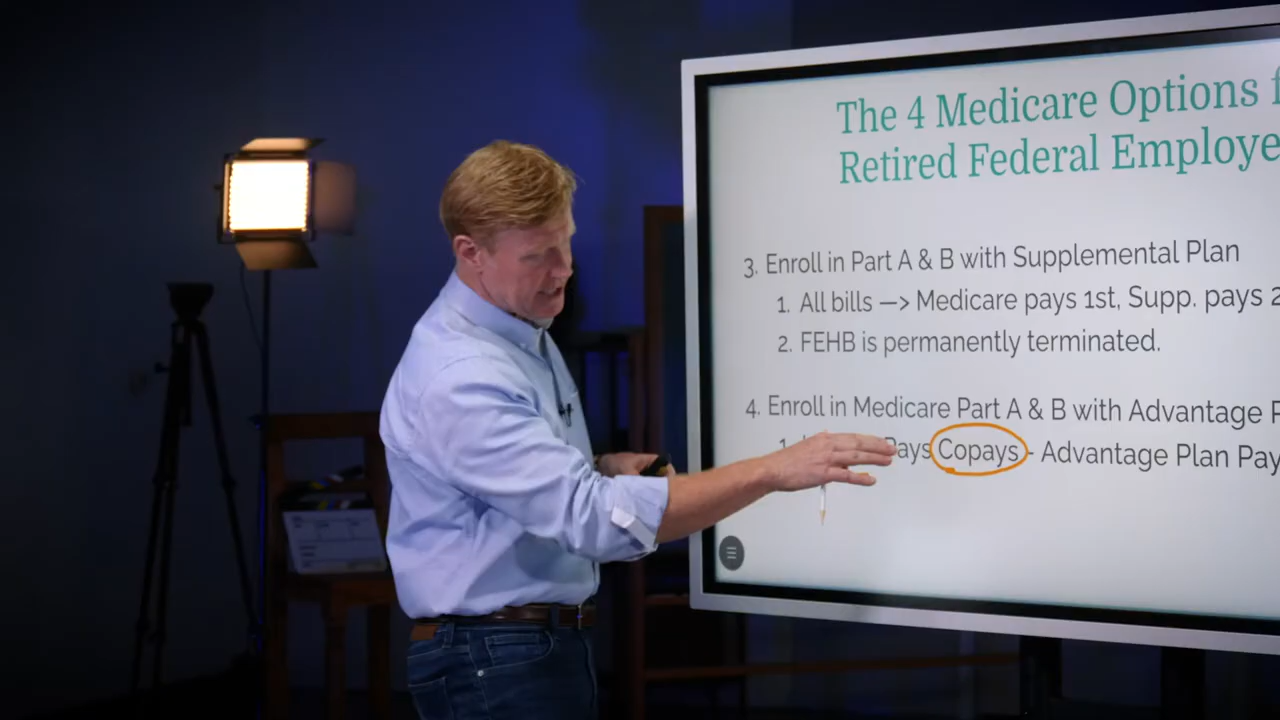 The 4 Medicare Options
Retired Federal Employe
3. Enroll in Part A & B with Supplemental Plan
1. All bills —> Medicare pays 1st, Supp. pays 2
2. FEHB is permanently terminated.
4. Enroll in Medicare Part A & B with Advantage P
1. Pays Copays - Advantage Plan Pay